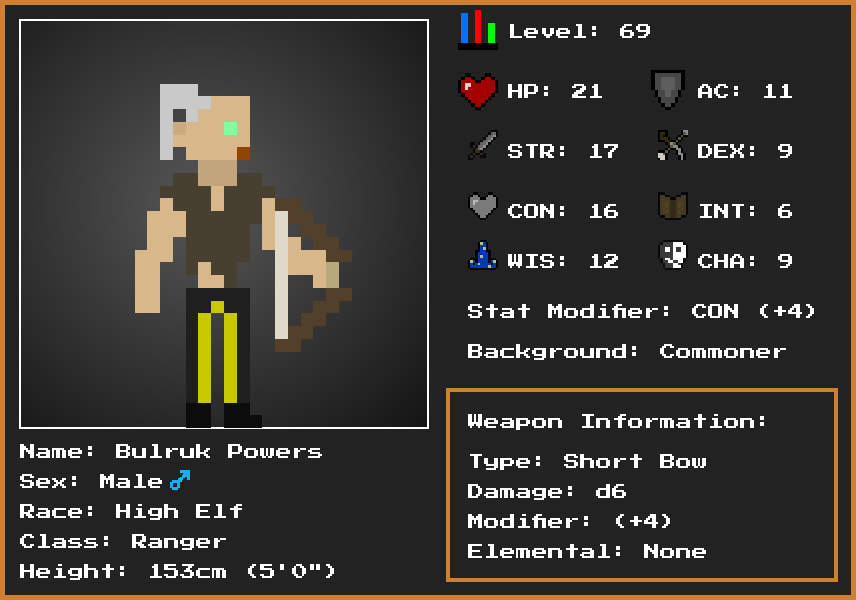 Level: 69
HP: 21
AC: 11
STR: 17
DEX: 9
CON: 16
INT: 6
WIS: 12
CHA: 9
Stat Modifier: CON (+4)
Background: Commoner
Weapon Information:
Type: Short Bow
Damage: d6
Modifier: (+4)
Elemental: None
Name: Bulruk Powers
Sex: Male♂
Race: High Elf
Class: Ranger
Height: 153cm (5'0")